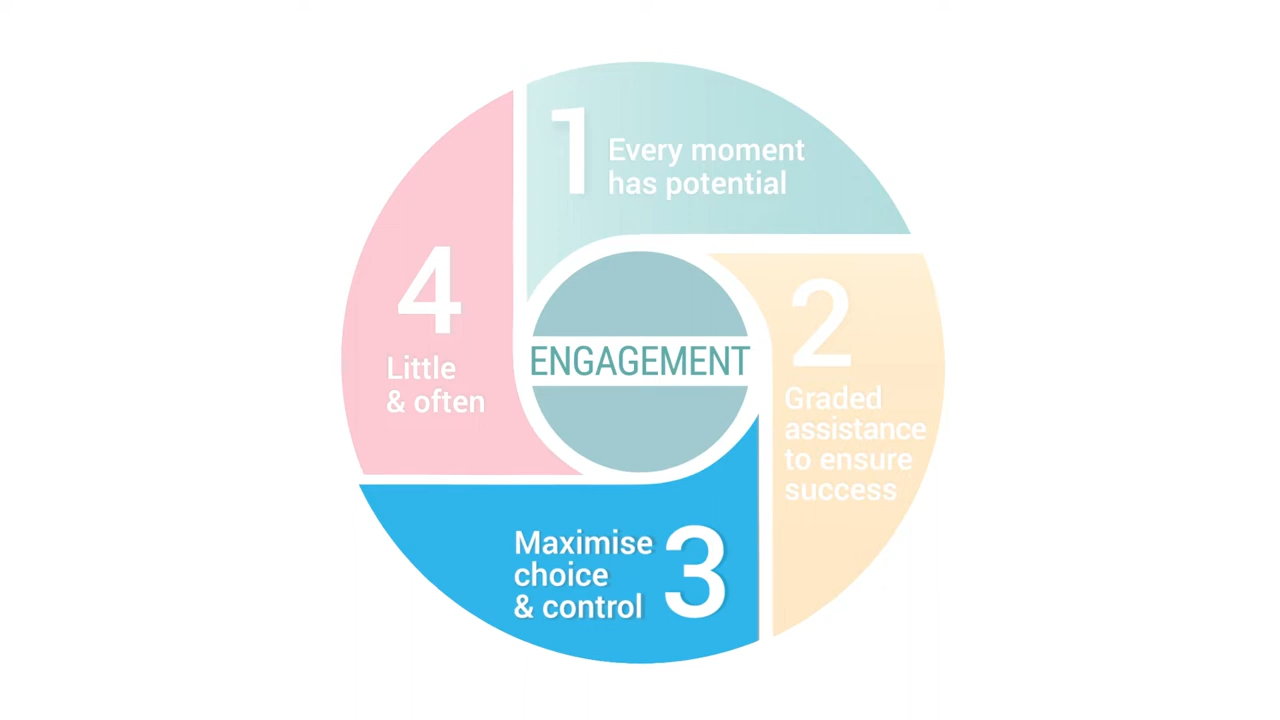 1
Every moment
has potential
2
Graded
assistance
to ensure
success
3
Maximise
choice
& control
4
Little
& often
ENGAGEMENT